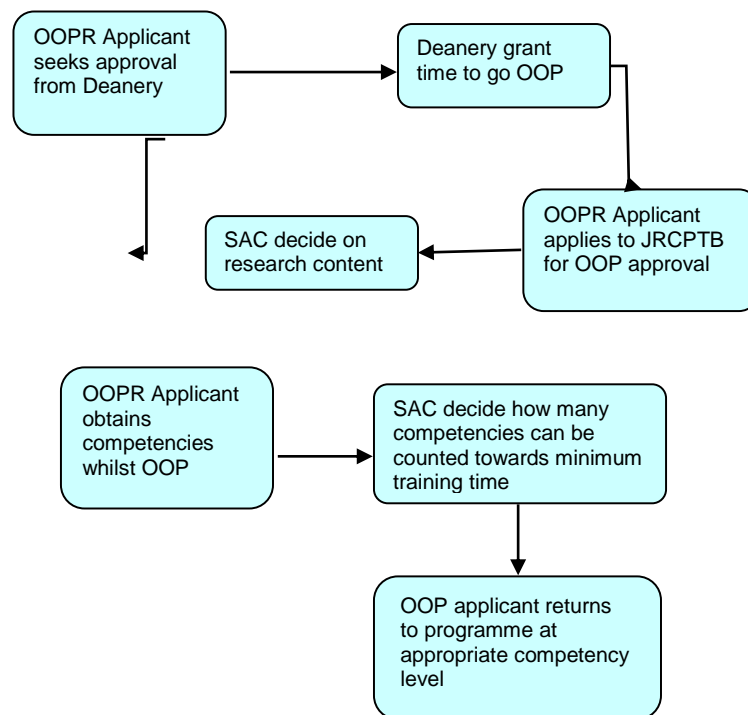 OOPR Applicant
seeks approval
from Deanery
Deanery grant
time to go OOP
OOPR Applicant
applies to JRCPTB
for OOP approval
SAC decide on
research content
OOPR Applicant
obtains
competencies
whilst OOP
SAC decide how many
competencies can be
counted towards minimum
training time
OOP applicant returns
to programme at
appropriate competency
level